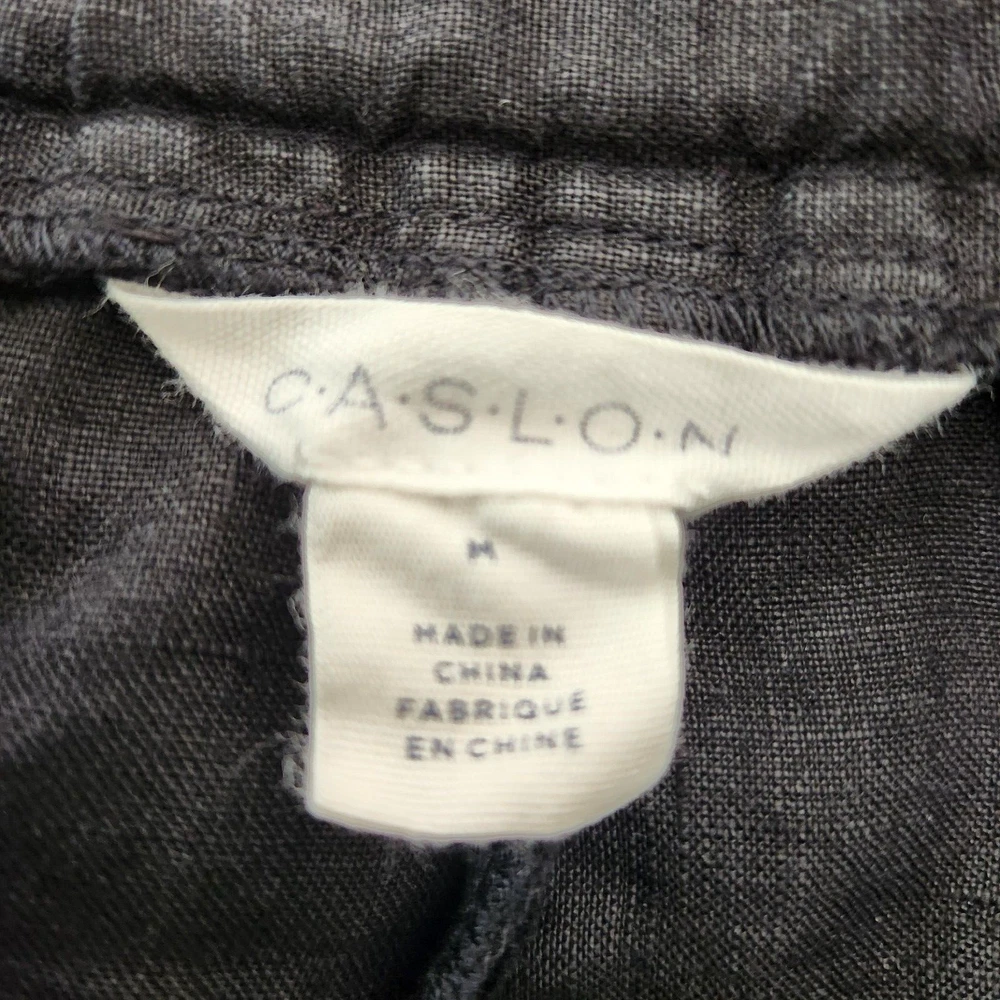 C·A·S·L·O·N
M
MADE IN
CHINA
FABRIQUE
EN CHINE